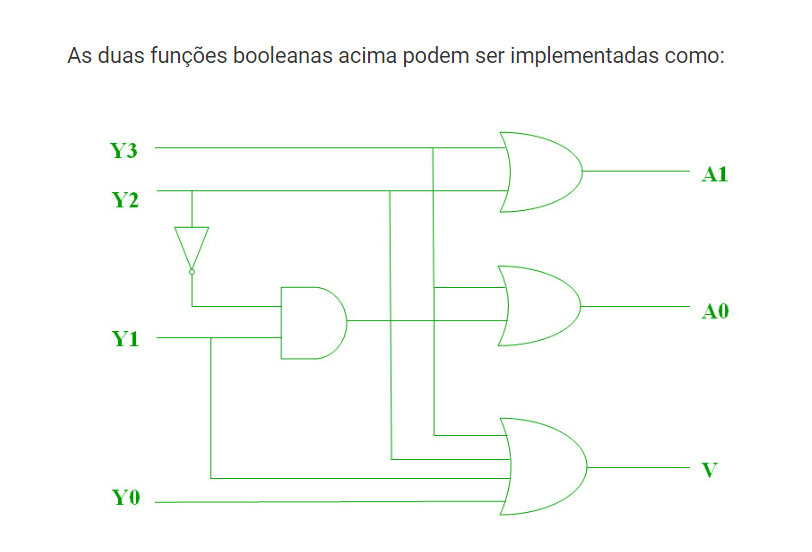 As duas funções booleanas acima podem ser implementadas como:
Y3
A1
Y2
A0
Y1
V
Y0